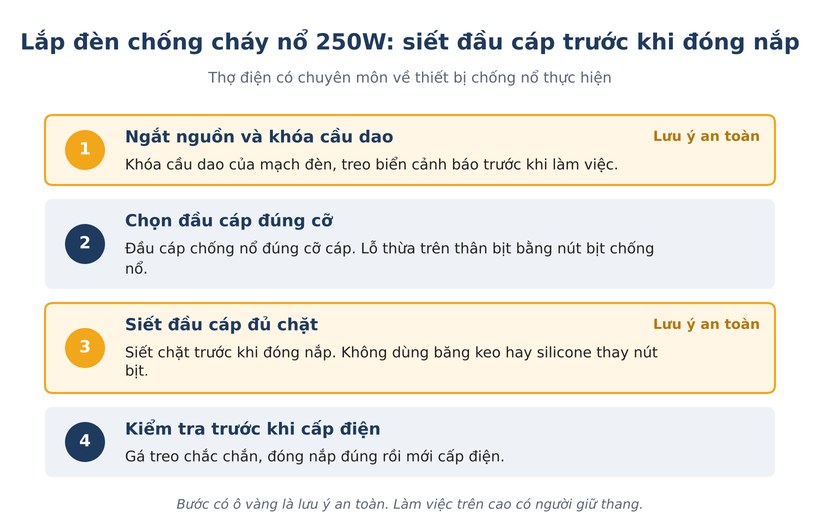 Lắp đèn chống cháy nổ 250W: siết đầu cáp trước khi đóng nắp
Thợ điện có chuyên môn về thiết bị chống nổ thực hiện
1
Ngắt nguồn và khóa cầu dao
Lưu ý an toàn
Khóa cầu dao của mạch đèn, treo biển cảnh báo trước khi làm việc.
2
Chọn đầu cáp đúng cỡ
Đầu cáp chống nổ đúng cỡ cáp. Lỗ thừa trên thân bịt bằng nút bịt chống
nổ.
3
Siết đầu cáp đủ chặt
Lưu ý an toàn
Siết chặt trước khi đóng nắp. Không dùng băng keo hay silicone thay nút
bịt.
4
Kiểm tra trước khi cấp điện
Gá treo chắc chắn, đóng nắp đúng rồi mới cấp điện.
Bước có ô vàng là lưu ý an toàn. Làm việc trên cao có người giữ thang.